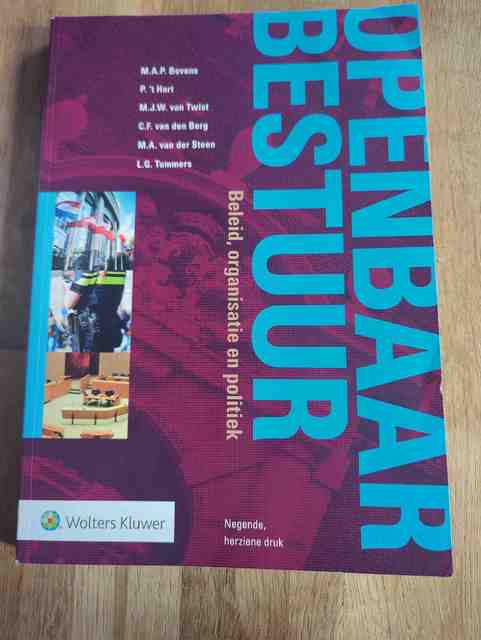 M.A.P. Bovens
P. 't Hart
M.J.W. van Twist
C.F. van den Berg
M.A. van der Steen
L.G. Tummers
OPENBAAR
BESTUUR
Beleid, organisatie en politiek
Wolters Kluwer
Negende,
herziene druk